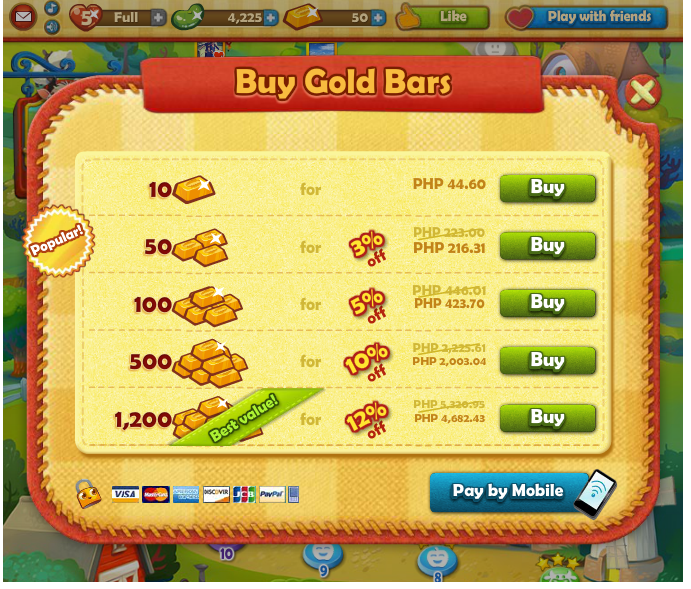 5 Full + 4,225 + 50 + Like Play with friends
Buy Gold Bars
10 for PHP 44.60 Buy
Popular!
50 for 3% off PHP 223.00 PHP 216.31 Buy
100 for 5% off PHP 446.01 PHP 423.70 Buy
500 for 10% off PHP 2,225.61 PHP 2,003.04 Buy
1,200 Best value! for 12% off PHP 5,320.95 PHP 4,682.43 Buy
VISA MasterCard AMERICAN EXPRESS DISCOVER JCB PayPal
Pay by Mobile
10
9
8